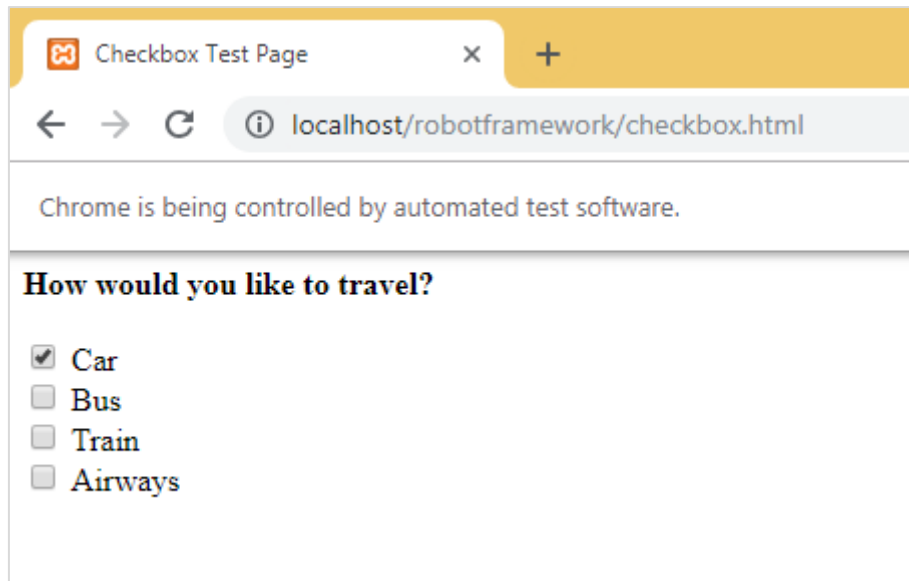 Checkbox Test Page
localhost/robotframework/checkbox.html
Chrome is being controlled by automated test software.
How would you like to travel?
Car
Bus
Train
Airways